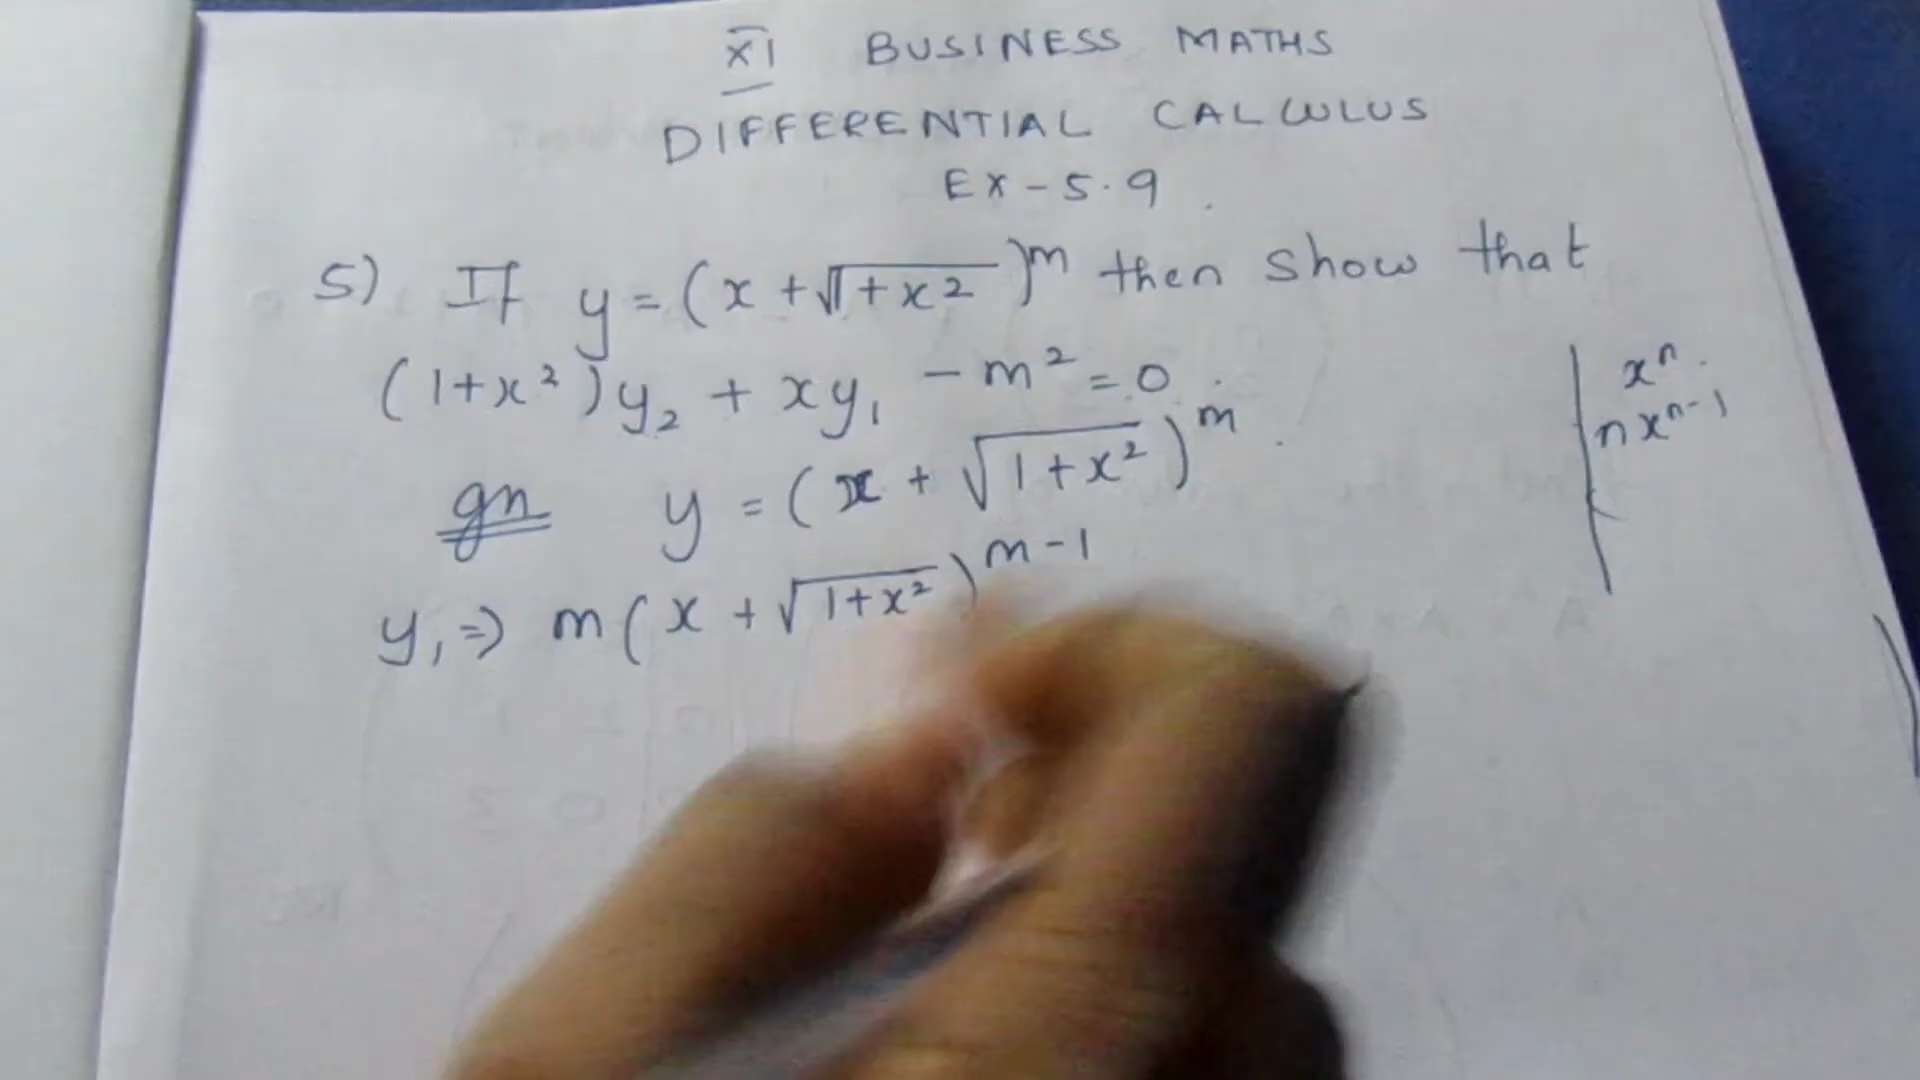 XI BUSINESS MATHS
DIFFERENTIAL CALCULUS
EX-5.9
5) If y = (x + √1+x²)^m then show that
(1+x²)y₂ + xy₁ - m² = 0
x^n
nx^n-1
gn y = (x + √1+x²)^m
y₁ ⇒ m(x + √1+x²)^m-1